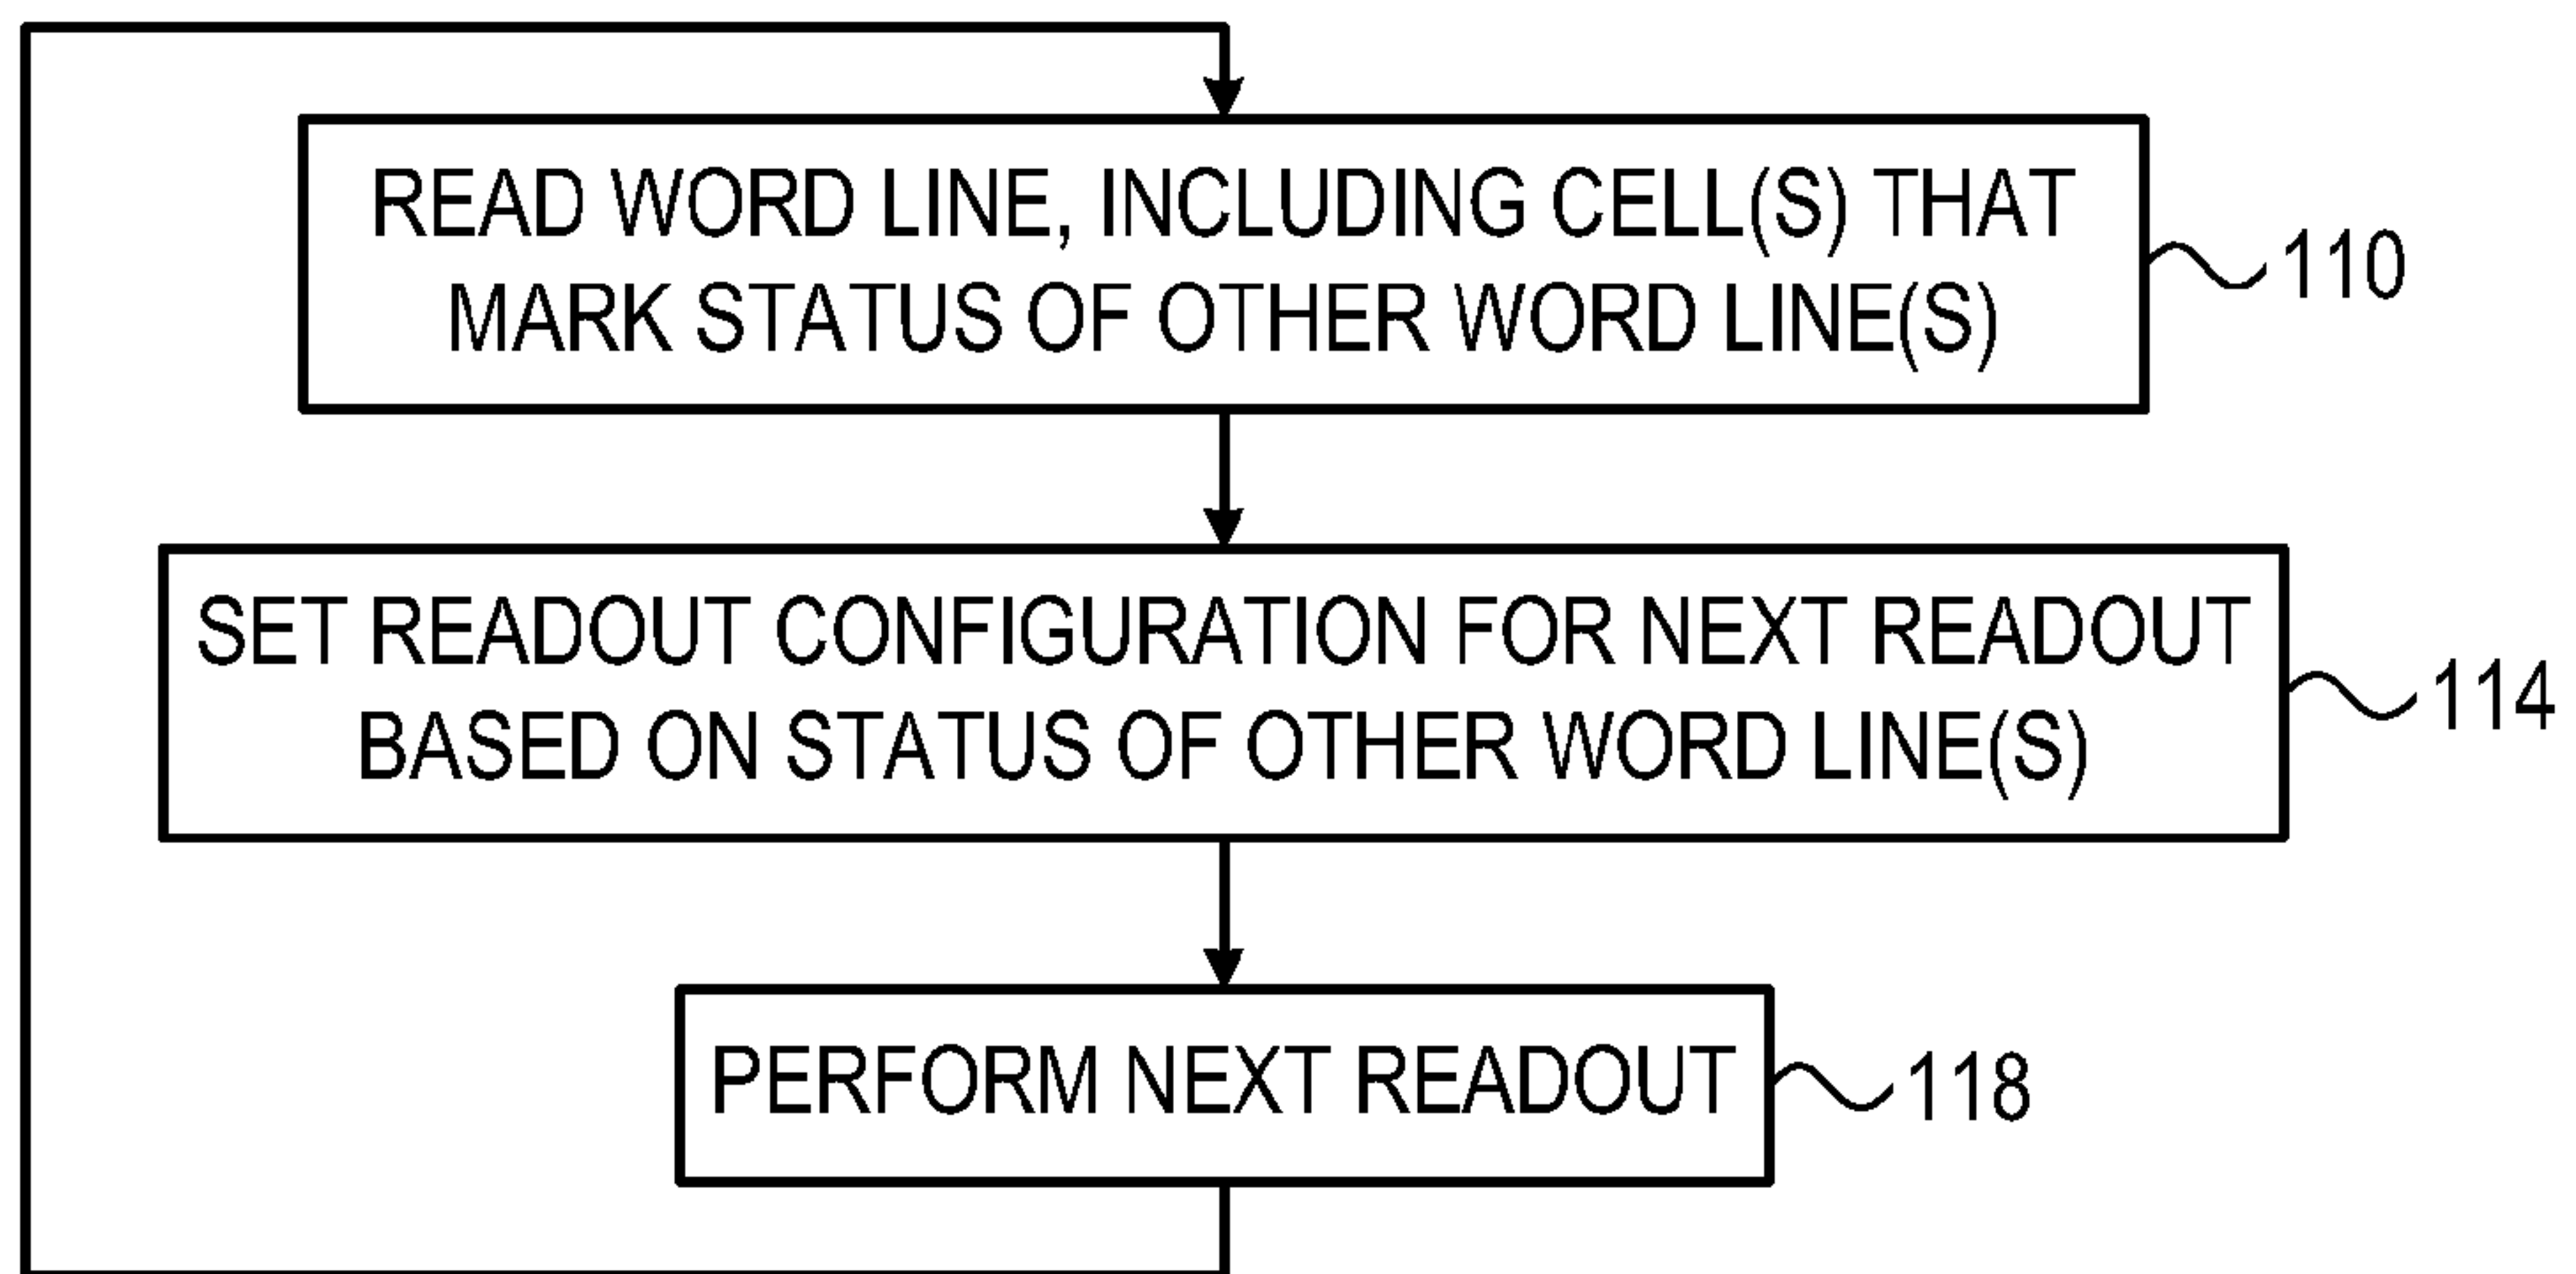 READ WORD LINE, INCLUDING CELL(S) THAT
MARK STATUS OF OTHER WORD LINE(S)
110
SET READOUT CONFIGURATION FOR NEXT READOUT
BASED ON STATUS OF OTHER WORD LINE(S)
114
PERFORM NEXT READOUT
118